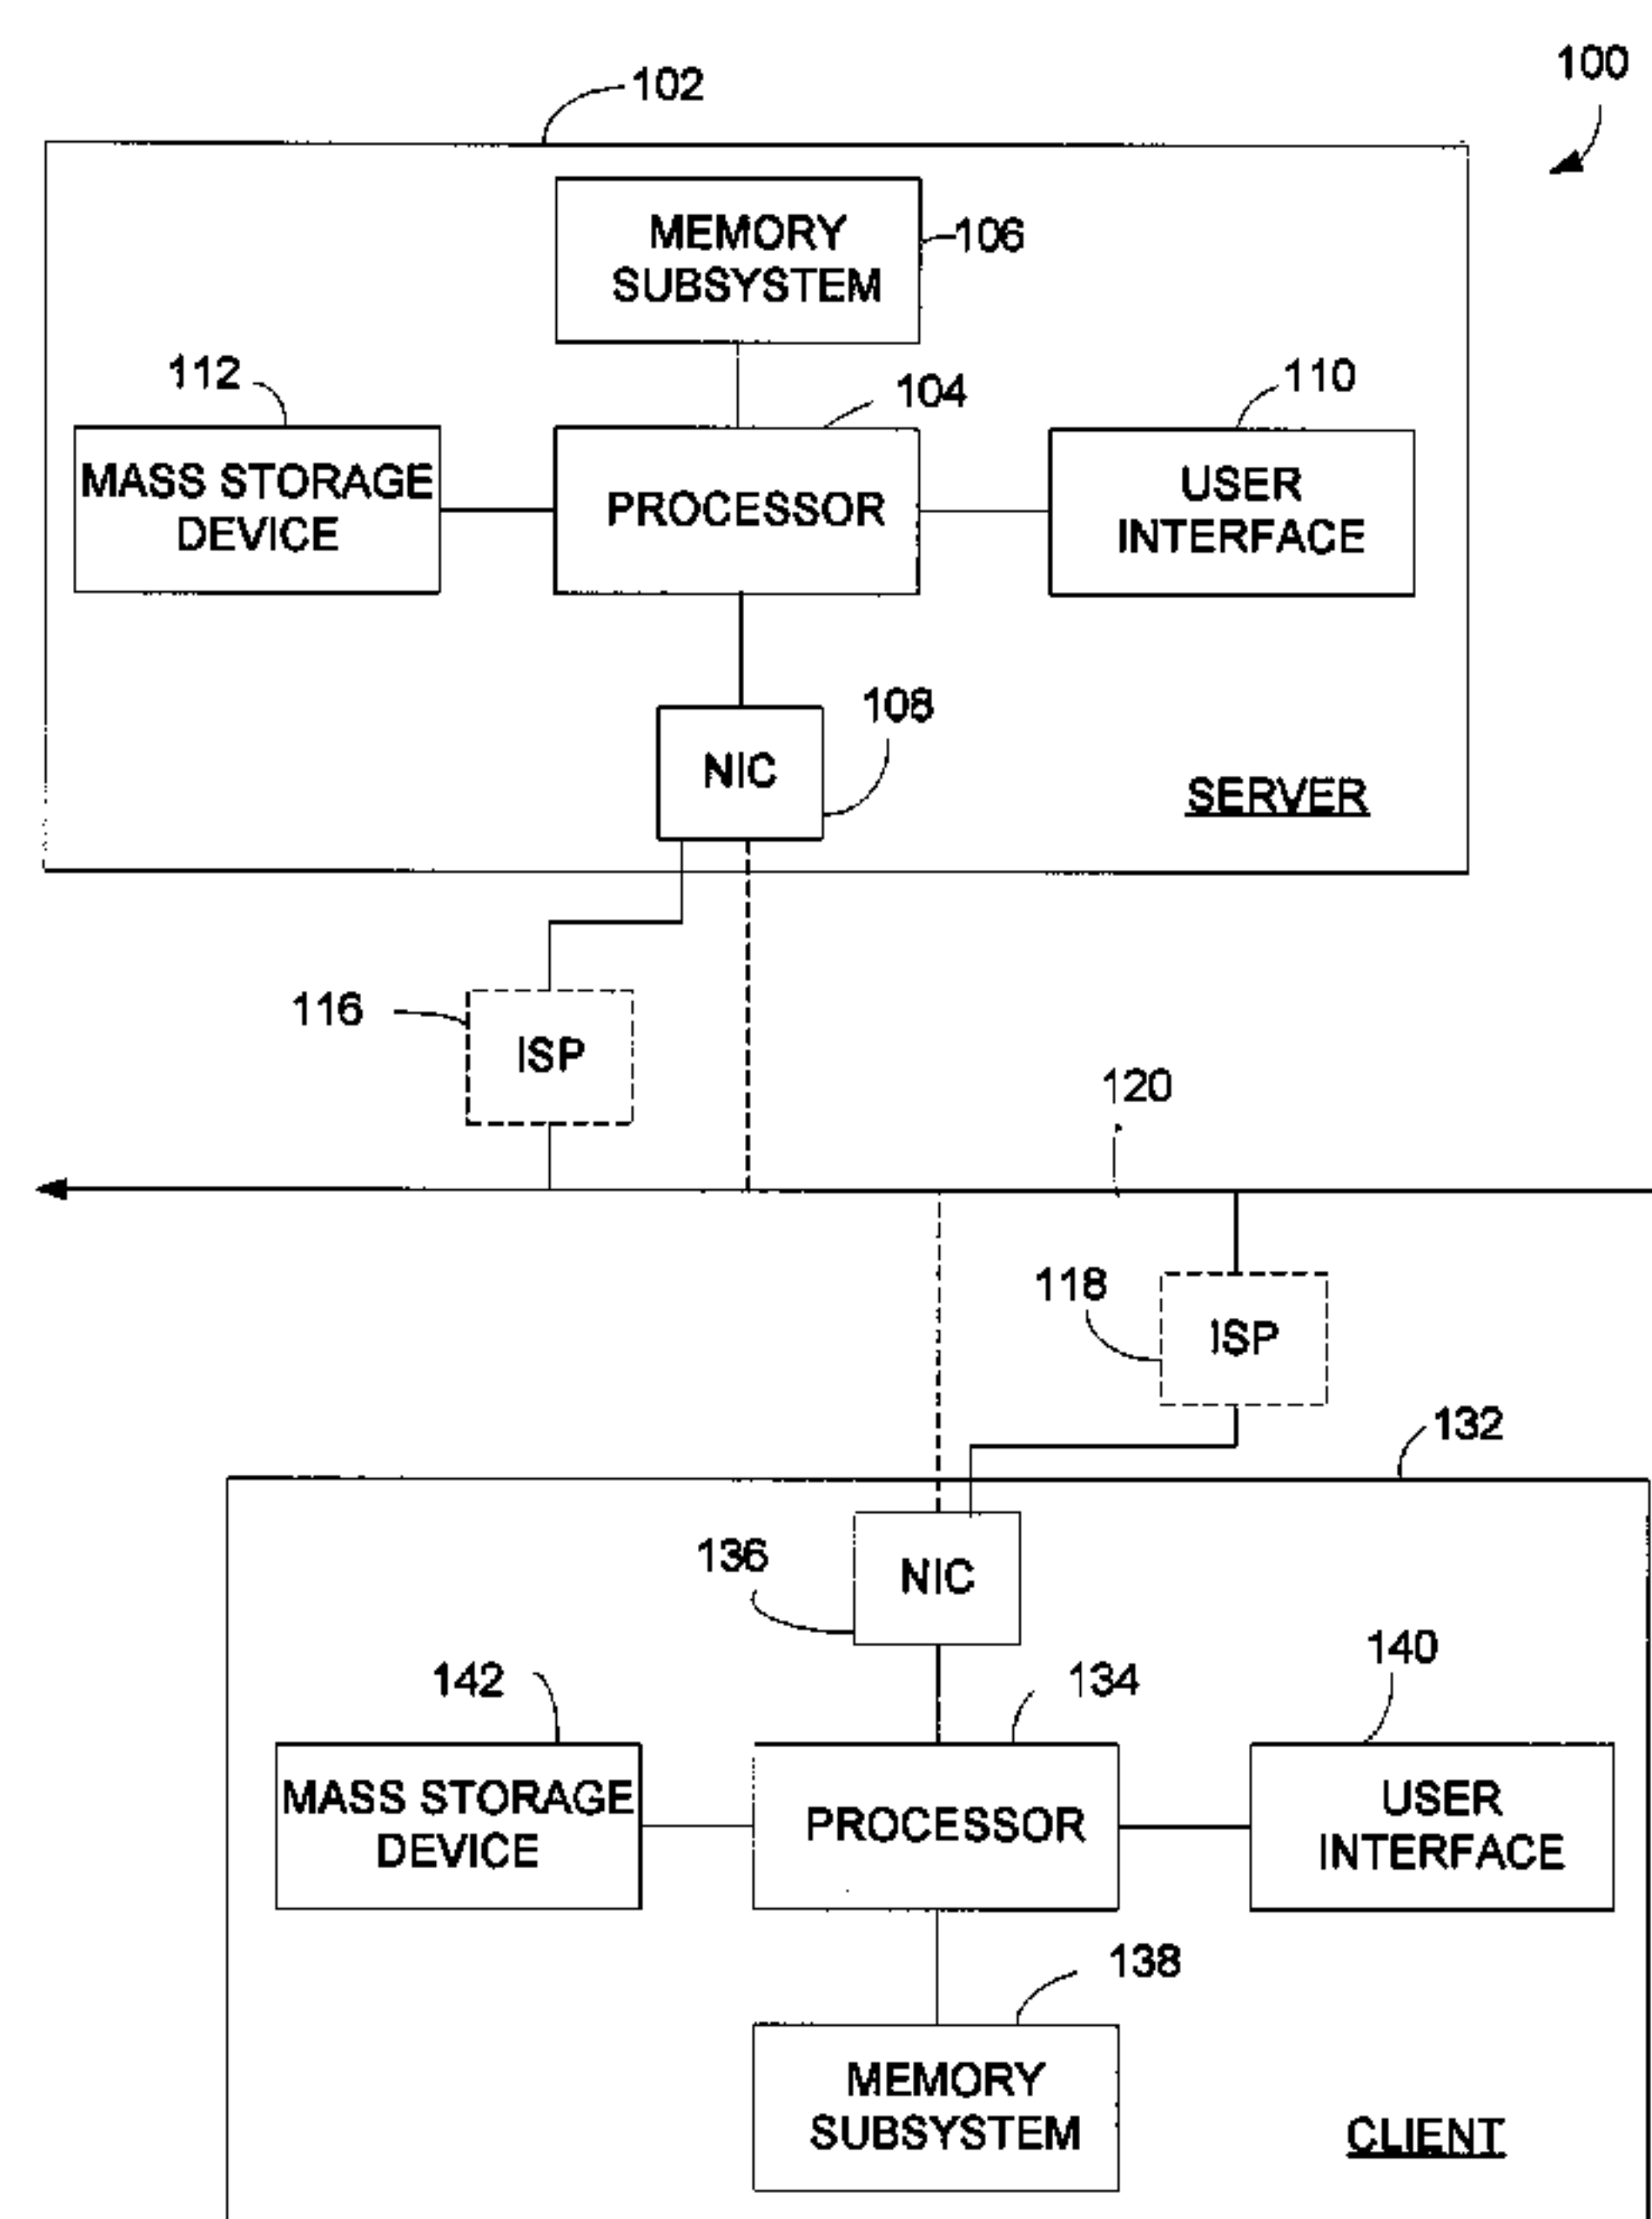 100
102
MEMORY
SUBSYSTEM
106
112
104
110
MASS STORAGE
DEVICE
PROCESSOR
USER
INTERFACE
108
NIC
SERVER
116
ISP
120
118
ISP
132
136
NIC
142
134
140
MASS STORAGE
DEVICE
PROCESSOR
USER
INTERFACE
138
MEMORY
SUBSYSTEM
CLIENT